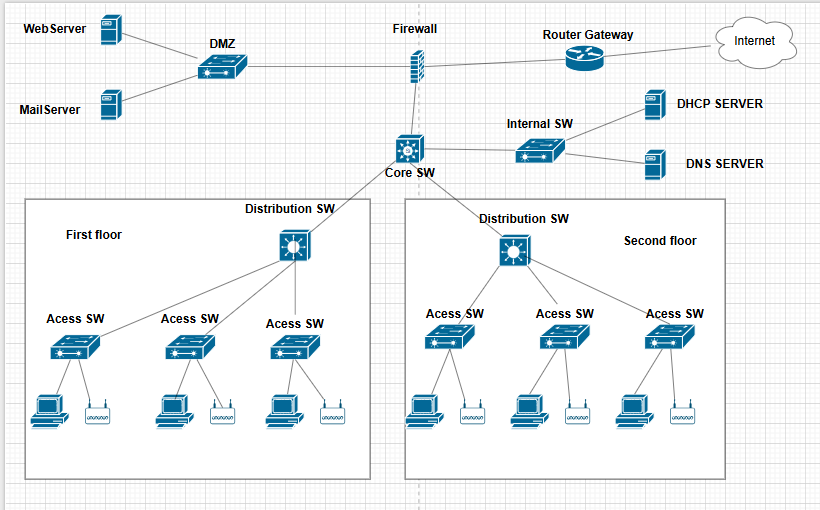 WebServer
DMZ
Firewall
Router Gateway
Internet
MailServer
Internal SW
DHCP SERVER
DNS SERVER
Core SW
Distribution SW
First floor
Distribution SW
Second floor
Acess SW
Acess SW
Acess SW
Acess SW
Acess SW
Acess SW